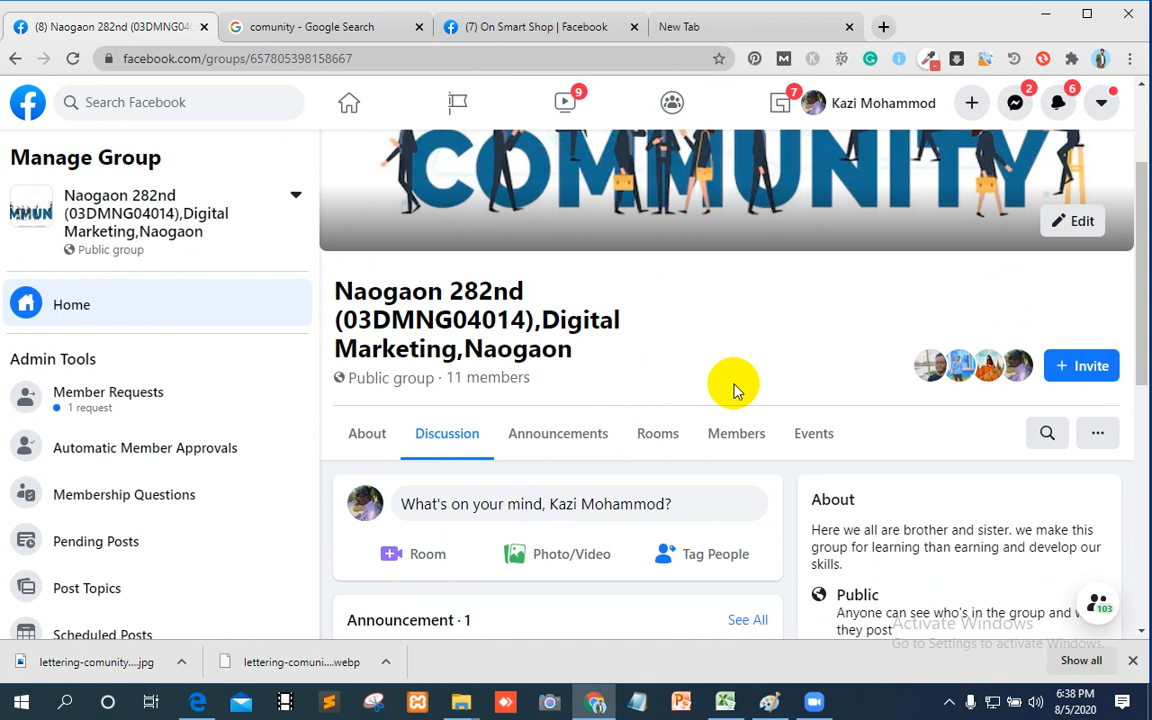 (8) Naogaon 282nd (03DMNG04014
comunity - Google Search
(7) On Smart Shop | Facebook
New Tab
facebook.com/groups/657805398158667
Search Facebook
9
7
Kazi Mohammod
2
6
COMMUNITY
Edit
Manage Group
Naogaon 282nd
(03DMNG04014),Digital
Marketing,Naogaon
Public group
Home
Admin Tools
Member Requests
1 request
Automatic Member Approvals
Membership Questions
Pending Posts
Post Topics
Scheduled Posts
Naogaon 282nd
(03DMNG04014),Digital
Marketing,Naogaon
Public group · 11 members
+ Invite
About
Discussion
Announcements
Rooms
Members
Events
What's on your mind, Kazi Mohammod?
Room
Photo/Video
Tag People
Announcement · 1
See All
About
Here we all are brother and sister. we make this
group for learning than earning and develop our
skills.
Public
Anyone can see who's in the group and
they post
103
Activate Windows
Go to Settings to activate Windows.
lettering-comunity....jpg
lettering-comuni....webp
Show all
6:38 PM
8/5/2020